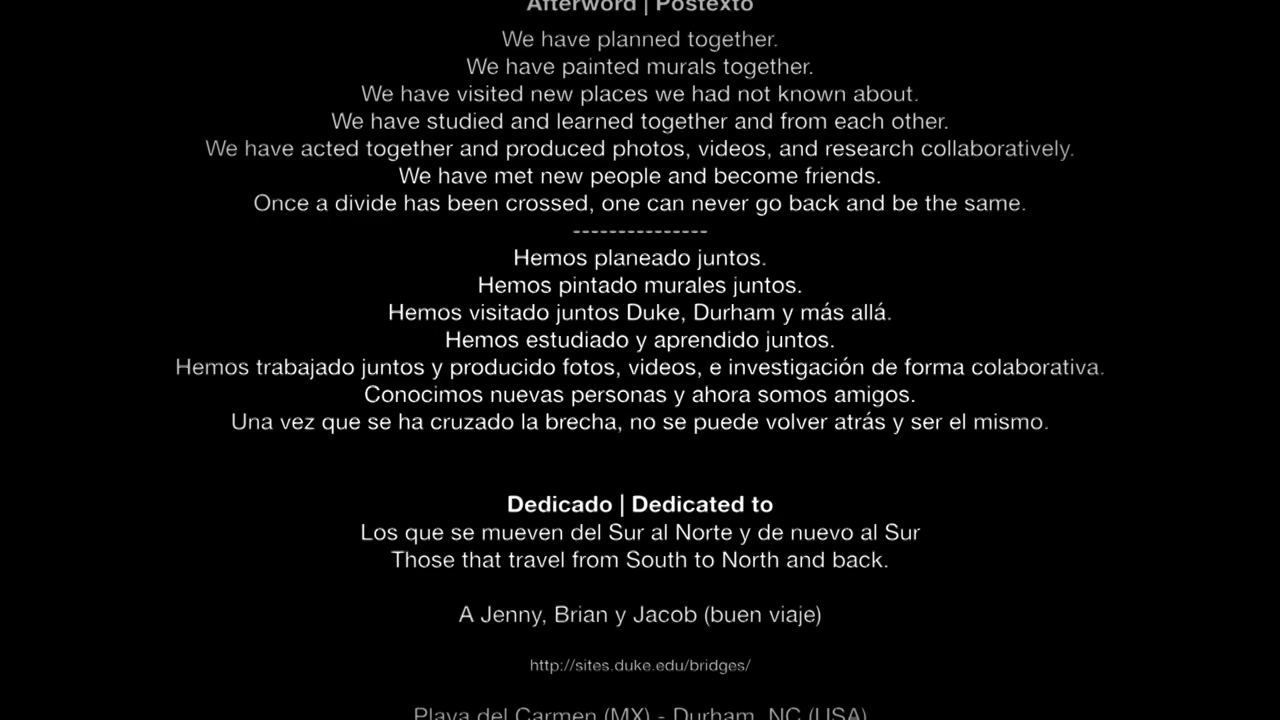 Afterword | Postexto
We have planned together.
We have painted murals together.
We have visited new places we had not known about.
We have studied and learned together and from each other.
We have acted together and produced photos, videos, and research collaboratively.
We have met new people and become friends.
Once a divide has been crossed, one can never go back and be the same.
---------------
Hemos planeado juntos.
Hemos pintado murales juntos.
Hemos visitado juntos Duke, Durham y más allá.
Hemos estudiado y aprendido juntos.
Hemos trabajado juntos y producido fotos, videos, e investigación de forma colaborativa.
Conocimos nuevas personas y ahora somos amigos.
Una vez que se ha cruzado la brecha, no se puede volver atrás y ser el mismo.
Dedicado | Dedicated to
Los que se mueven del Sur al Norte y de nuevo al Sur
Those that travel from South to North and back.
A Jenny, Brian y Jacob (buen viaje)
http://sites.duke.edu/bridges/
Playa del Carmen (MX) - Durham, NC (USA)